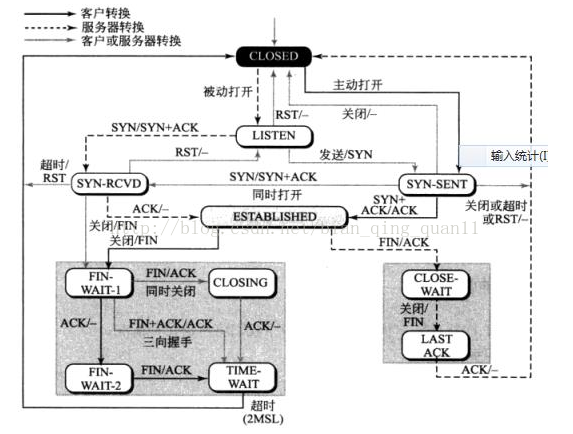 客户转换
服务器转换
客户或服务器转换
CLOSED
被动打开
主动打开
RST/–
关闭/–
SYN/SYN+ACK
LISTEN
输入统计(I)
超时/
RST
RST/–
发送/SYN
SYN-RCVD
SYN/SYN+ACK
同时打开
SYN-SENT
SYN+
ACK/ACK
关闭或超时
或RST/–
ACK/–
ESTABLISHED
关闭/FIN
关闭/FIN
FIN/ACK
FIN-
WAIT-1
FIN/ACK
同时关闭
CLOSING
CLOSE-
WAIT
ACK/–
FIN+ACK/ACK
三向握手
ACK/–
关闭/
FIN
LAST
ACK
ACK/–
FIN-
WAIT-2
FIN/ACK
TIME-
WAIT
超时
(2MSL)